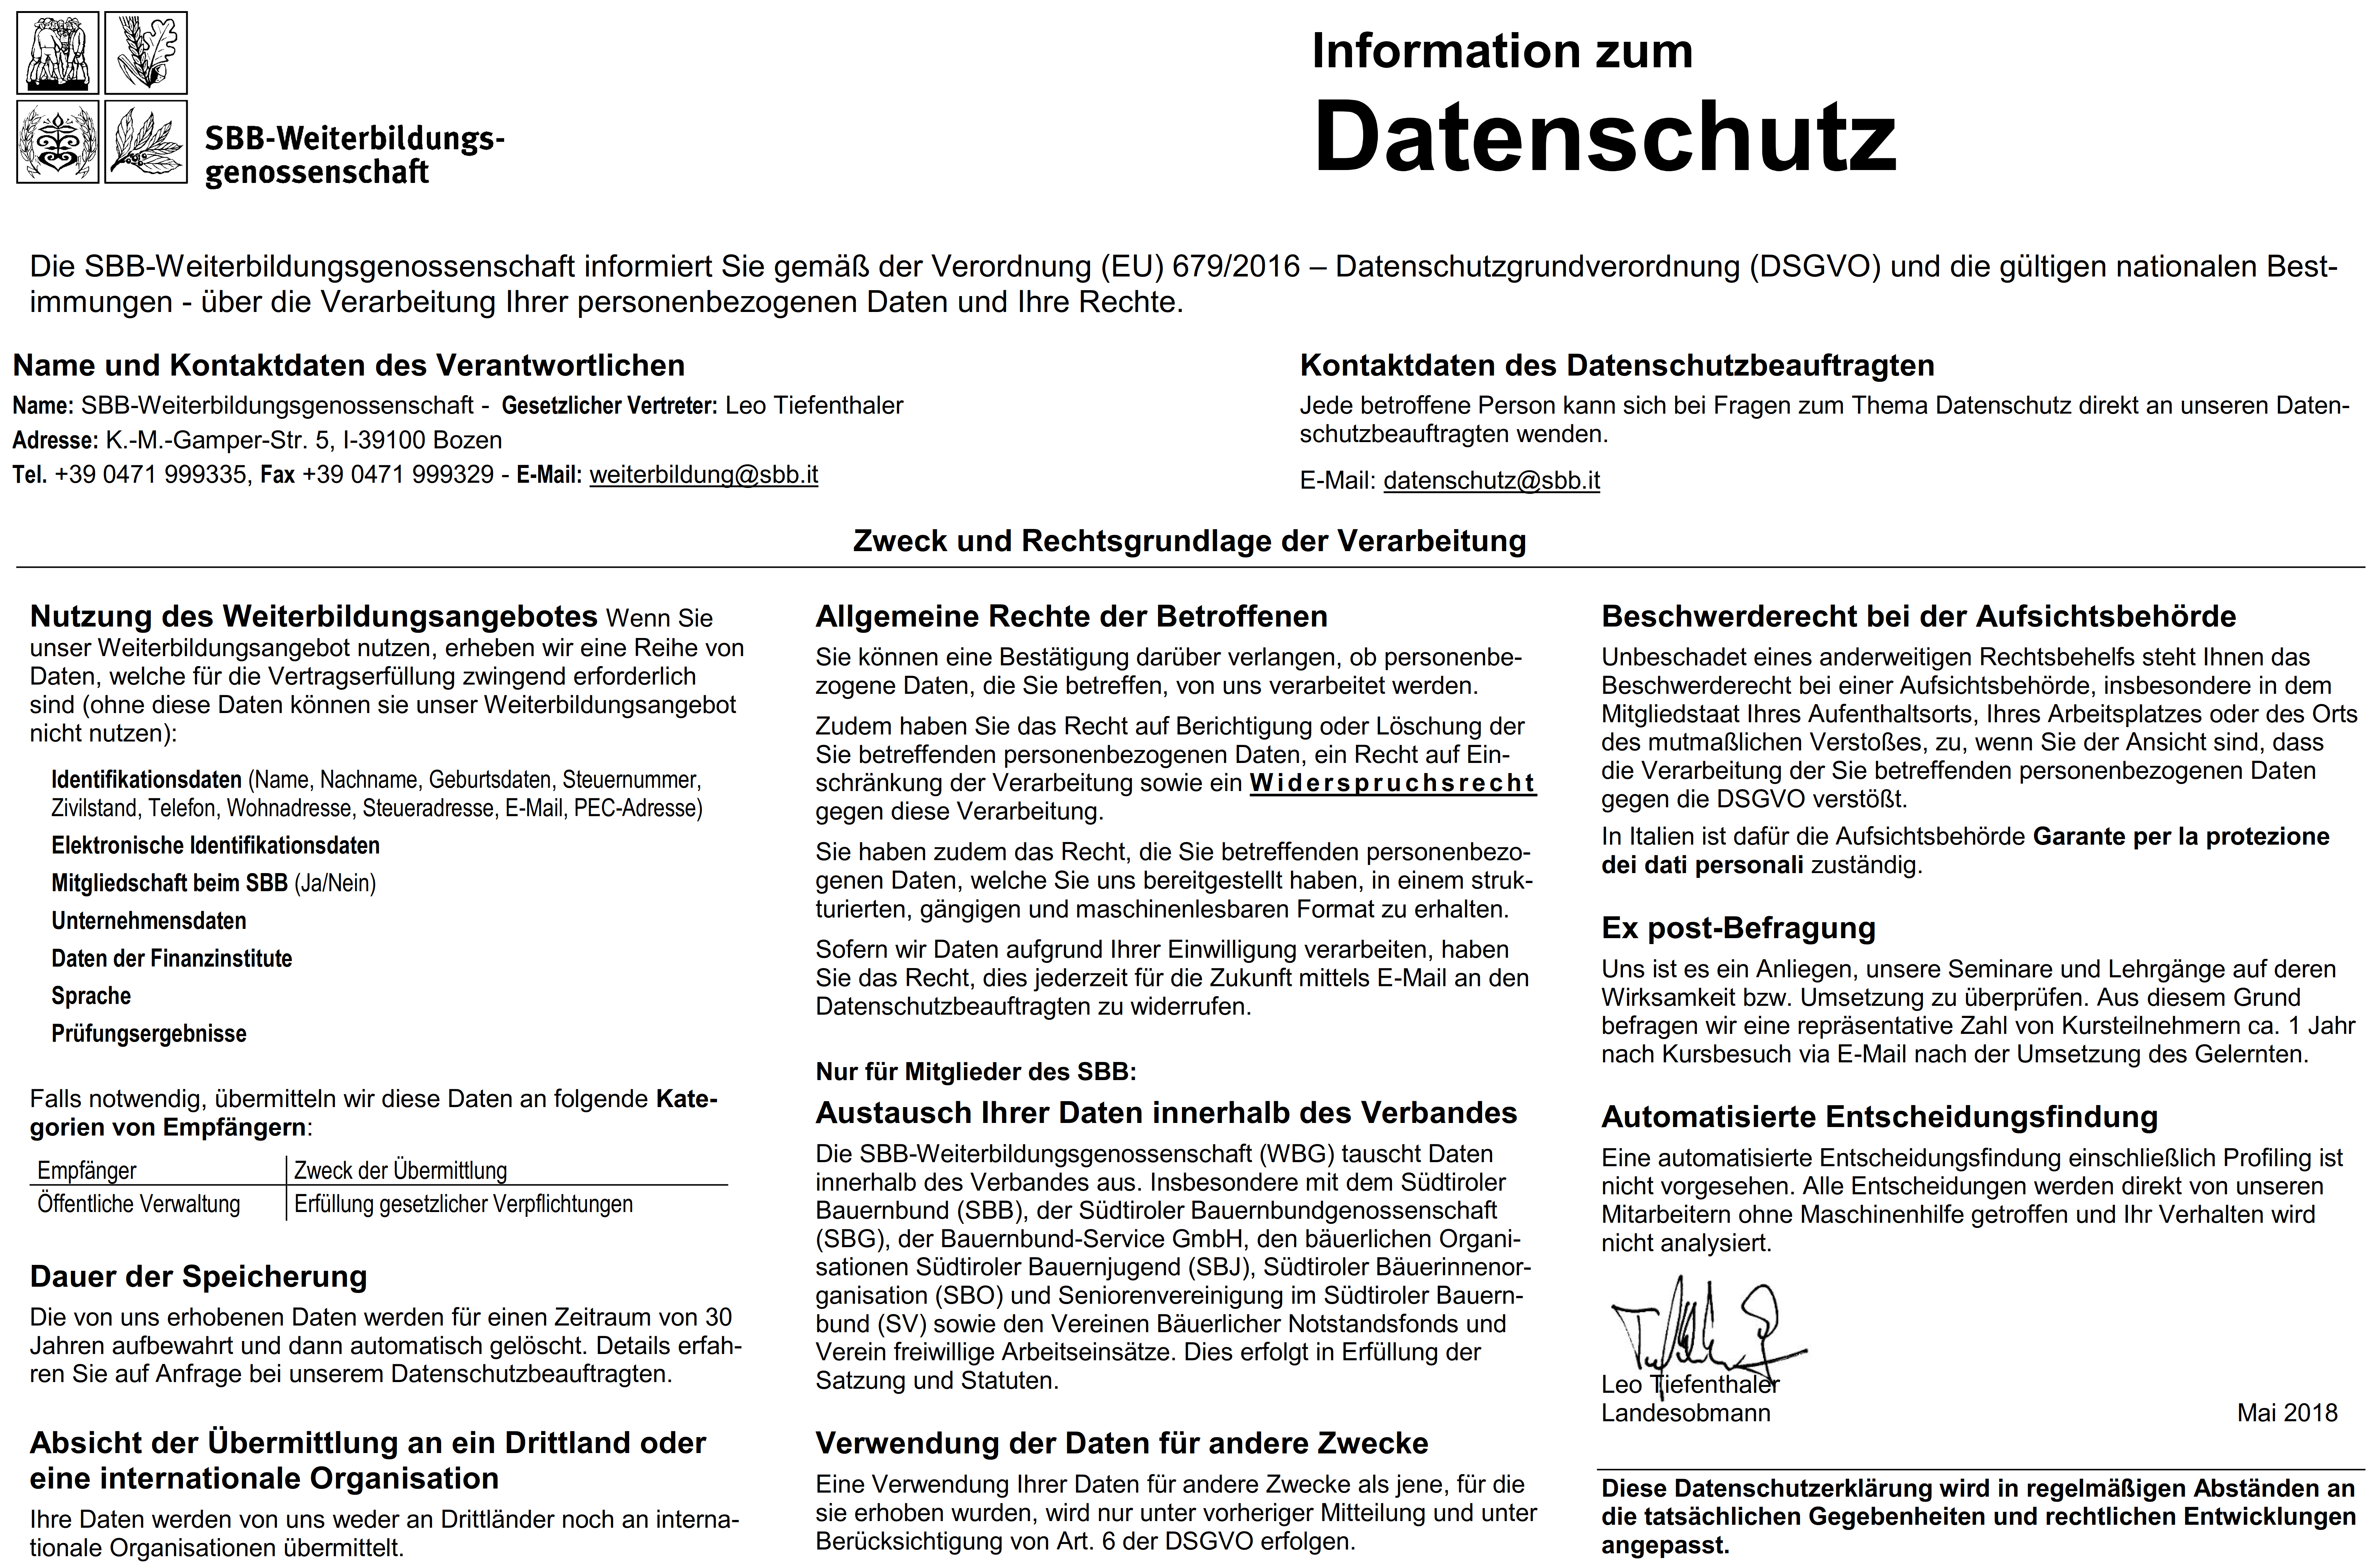 SBB-Weiterbildungs-
genossenschaft
Information zum
Datenschutz
Die SBB-Weiterbildungsgenossenschaft informiert Sie gemäß der Verordnung (EU) 679/2016 – Datenschutzgrundverordnung (DSGVO) und die gültigen nationalen Best-
immungen - über die Verarbeitung Ihrer personenbezogenen Daten und Ihre Rechte.
Name und Kontaktdaten des Verantwortlichen
Name: SBB-Weiterbildungsgenossenschaft - Gesetzlicher Vertreter: Leo Tiefenthaler
Adresse: K.-M.-Gamper-Str. 5, I-39100 Bozen
Tel. +39 0471 999335, Fax +39 0471 999329 - E-Mail: weiterbildung@sbb.it
Kontaktdaten des Datenschutzbeauftragten
Jede betroffene Person kann sich bei Fragen zum Thema Datenschutz direkt an unseren Daten-
schutzbeauftragten wenden.
E-Mail: datenschutz@sbb.it
Zweck und Rechtsgrundlage der Verarbeitung
Nutzung des Weiterbildungsangebotes Wenn Sie
unser Weiterbildungsangebot nutzen, erheben wir eine Reihe von
Daten, welche für die Vertragserfüllung zwingend erforderlich
sind (ohne diese Daten können sie unser Weiterbildungsangebot
nicht nutzen):
Identifikationsdaten (Name, Nachname, Geburtsdaten, Steuernummer,
Zivilstand, Telefon, Wohnadresse, Steueradresse, E-Mail, PEC-Adresse)
Elektronische Identifikationsdaten
Mitgliedschaft beim SBB (Ja/Nein)
Unternehmensdaten
Daten der Finanzinstitute
Sprache
Prüfungsergebnisse
Falls notwendig, übermitteln wir diese Daten an folgende Kate-
gorien von Empfängern:
Empfänger Zweck der Übermittlung
Öffentliche Verwaltung Erfüllung gesetzlicher Verpflichtungen
Dauer der Speicherung
Die von uns erhobenen Daten werden für einen Zeitraum von 30
Jahren aufbewahrt und dann automatisch gelöscht. Details erfah-
ren Sie auf Anfrage bei unserem Datenschutzbeauftragten.
Absicht der Übermittlung an ein Drittland oder
eine internationale Organisation
Ihre Daten werden von uns weder an Drittländer noch an interna-
tionale Organisationen übermittelt.
Allgemeine Rechte der Betroffenen
Sie können eine Bestätigung darüber verlangen, ob personenbe-
zogene Daten, die Sie betreffen, von uns verarbeitet werden.
Zudem haben Sie das Recht auf Berichtigung oder Löschung der
Sie betreffenden personenbezogenen Daten, ein Recht auf Ein-
schränkung der Verarbeitung sowie ein Widerspruchsrecht
gegen diese Verarbeitung.
Sie haben zudem das Recht, die Sie betreffenden personenbezo-
genen Daten, welche Sie uns bereitgestellt haben, in einem struk-
turierten, gängigen und maschinenlesbaren Format zu erhalten.
Sofern wir Daten aufgrund Ihrer Einwilligung verarbeiten, haben
Sie das Recht, dies jederzeit für die Zukunft mittels E-Mail an den
Datenschutzbeauftragten zu widerrufen.
Nur für Mitglieder des SBB:
Austausch Ihrer Daten innerhalb des Verbandes
Die SBB-Weiterbildungsgenossenschaft (WBG) tauscht Daten
innerhalb des Verbandes aus. Insbesondere mit dem Südtiroler
Bauernbund (SBB), der Südtiroler Bauernbundgenossenschaft
(SBG), der Bauernbund-Service GmbH, den bäuerlichen Organi-
sationen Südtiroler Bauernjugend (SBJ), Südtiroler Bäuerinnenor-
ganisation (SBO) und Seniorenvereinigung im Südtiroler Bauern-
bund (SV) sowie den Vereinen Bäuerlicher Notstandsfonds und
Verein freiwillige Arbeitseinsätze. Dies erfolgt in Erfüllung der
Satzung und Statuten.
Verwendung der Daten für andere Zwecke
Eine Verwendung Ihrer Daten für andere Zwecke als jene, für die
sie erhoben wurden, wird nur unter vorheriger Mitteilung und unter
Berücksichtigung von Art. 6 der DSGVO erfolgen.
Beschwerderecht bei der Aufsichtsbehörde
Unbeschadet eines anderweitigen Rechtsbehelfs steht Ihnen das
Beschwerderecht bei einer Aufsichtsbehörde, insbesondere in dem
Mitgliedstaat Ihres Aufenthaltsorts, Ihres Arbeitsplatzes oder des Orts
des mutmaßlichen Verstoßes, zu, wenn Sie der Ansicht sind, dass
die Verarbeitung der Sie betreffenden personenbezogenen Daten
gegen die DSGVO verstößt.
In Italien ist dafür die Aufsichtsbehörde Garante per la protezione
dei dati personali zuständig.
Ex post-Befragung
Uns ist es ein Anliegen, unsere Seminare und Lehrgänge auf deren
Wirksamkeit bzw. Umsetzung zu überprüfen. Aus diesem Grund
befragen wir eine repräsentative Zahl von Kursteilnehmern ca. 1 Jahr
nach Kursbesuch via E-Mail nach der Umsetzung des Gelernten.
Automatisierte Entscheidungsfindung
Eine automatisierte Entscheidungsfindung einschließlich Profiling ist
nicht vorgesehen. Alle Entscheidungen werden direkt von unseren
Mitarbeitern ohne Maschinenhilfe getroffen und Ihr Verhalten wird
nicht analysiert.
Leo Tiefenthaler
Landesobmann Mai 2018
Diese Datenschutzerklärung wird in regelmäßigen Abständen an
die tatsächlichen Gegebenheiten und rechtlichen Entwicklungen
angepasst.